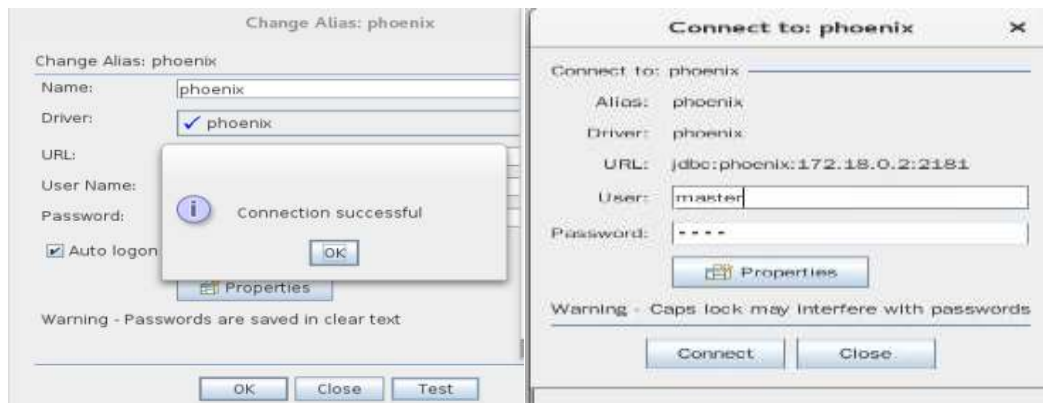 Change Alias: phoenix
Change Alias: phoenix
Name: phoenix
Driver: ✓ phoenix
URL:
User Name:
Password:
Connection successful
OK
Auto logon
Properties
Warning - Passwords are saved in clear text
OK Close Test
Connect to: phoenix ×
Connect to: phoenix
Alias: phoenix
Driver: phoenix
URL: jdbc:phoenix:172.18.0.2:2181
User: master
Password: ----
Properties
Warning - Caps lock may interfere with passwords
Connect Close